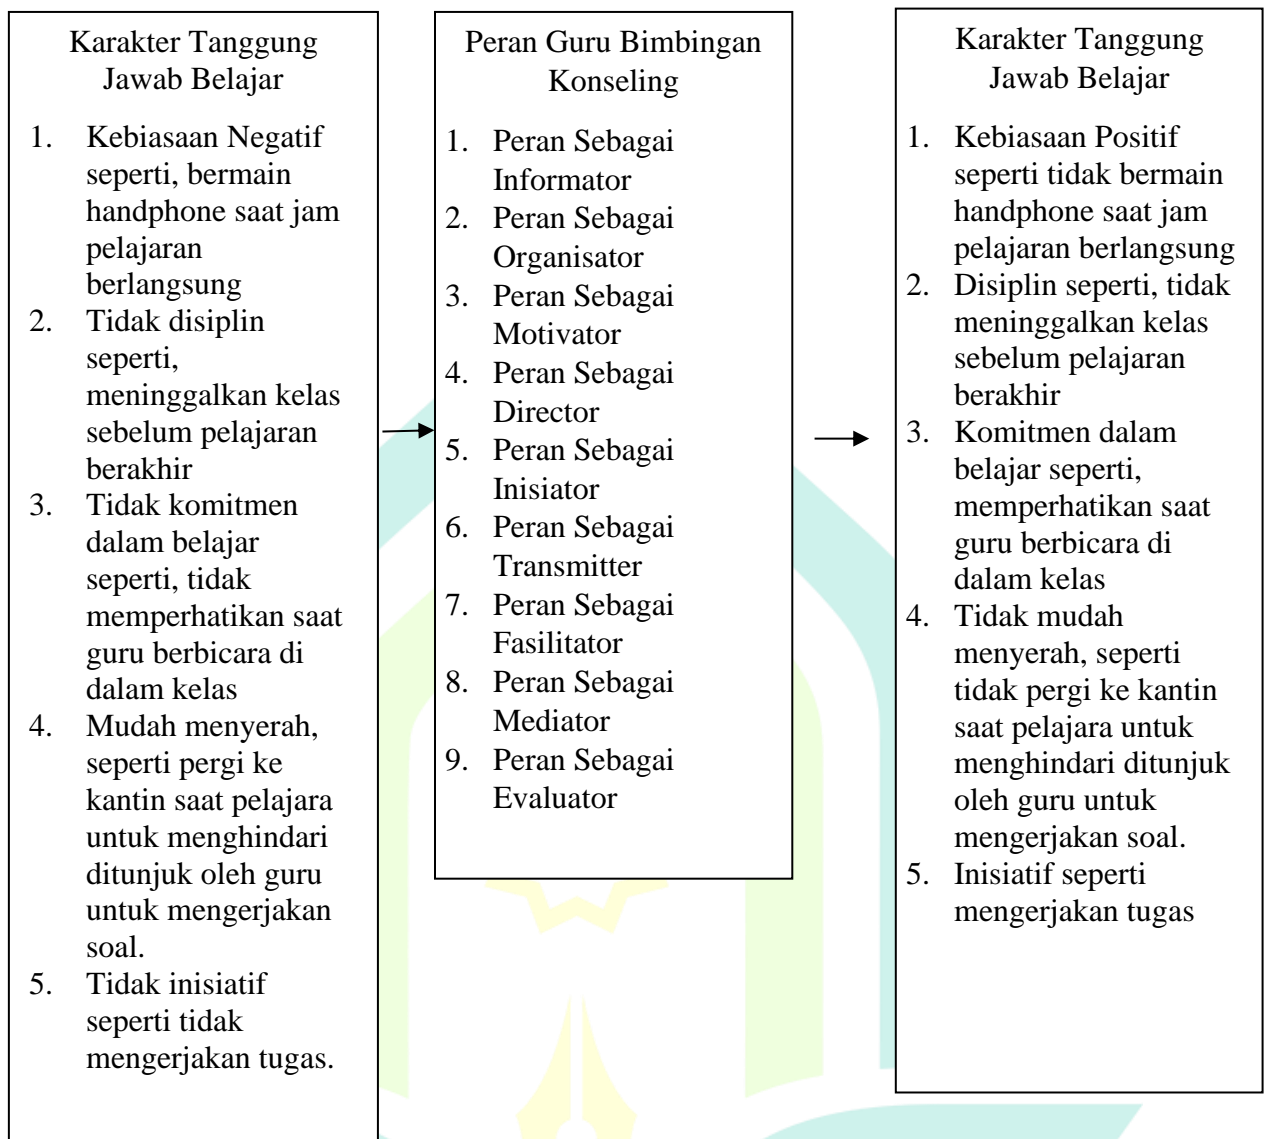 Karakter Tanggung
Jawab Belajar
1. Kebiasaan Negatif
seperti, bermain
handphone saat jam
pelajaran
berlangsung
2. Tidak disiplin
seperti,
meninggalkan kelas
sebelum pelajaran
berakhir
3. Tidak komitmen
dalam belajar
seperti, tidak
memperhatikan saat
guru berbicara di
dalam kelas
4. Mudah menyerah,
seperti pergi ke
kantin saat pelajara
untuk menghindari
ditunjuk oleh guru
untuk mengerjakan
soal.
5. Tidak inisiatif
seperti tidak
mengerjakan tugas.
Peran Guru Bimbingan
Konseling
1. Peran Sebagai
Informator
2. Peran Sebagai
Organisator
3. Peran Sebagai
Motivator
4. Peran Sebagai
Director
5. Peran Sebagai
Inisiator
6. Peran Sebagai
Transmitter
7. Peran Sebagai
Fasilitator
8. Peran Sebagai
Mediator
9. Peran Sebagai
Evaluator
Karakter Tanggung
Jawab Belajar
1. Kebiasaan Positif
seperti tidak bermain
handphone saat jam
pelajaran berlangsung
2. Disiplin seperti, tidak
meninggalkan kelas
sebelum pelajaran
berakhir
3. Komitmen dalam
belajar seperti,
memperhatikan saat
guru berbicara di
dalam kelas
4. Tidak mudah
menyerah, seperti
tidak pergi ke kantin
saat pelajara untuk
menghindari ditunjuk
oleh guru untuk
mengerjakan soal.
5. Inisiatif seperti
mengerjakan tugas